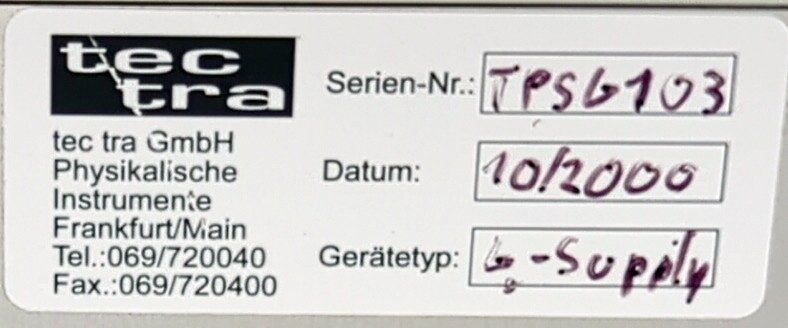 tec
tra
tec tra GmbH
Physikalische
Instrumente
Frankfurt/Main
Tel.:069/720040
Fax.:069/720400
Serien-Nr.: TPSG103
Datum: 10/2000
Gerätetyp: G-Supply